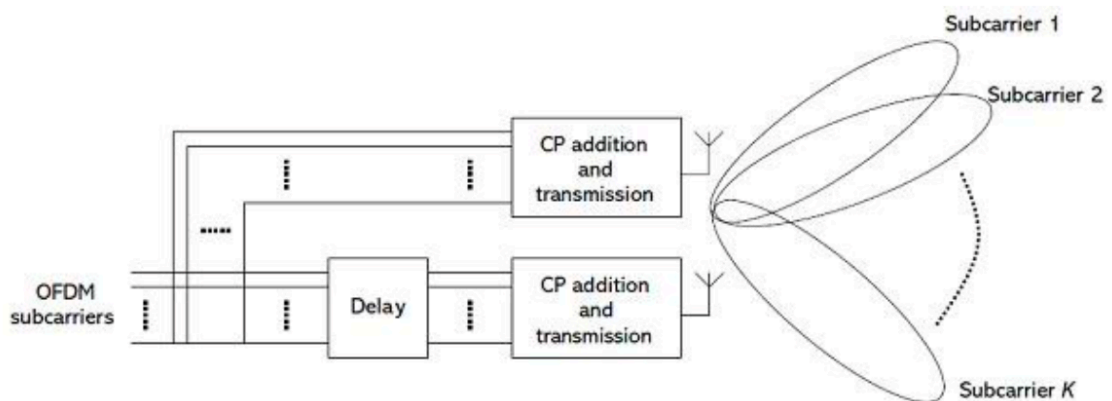 Subcarrier 1
Subcarrier 2
CP addition
and
transmission
OFDM
subcarriers
Delay
CP addition
and
transmission
Subcarrier K